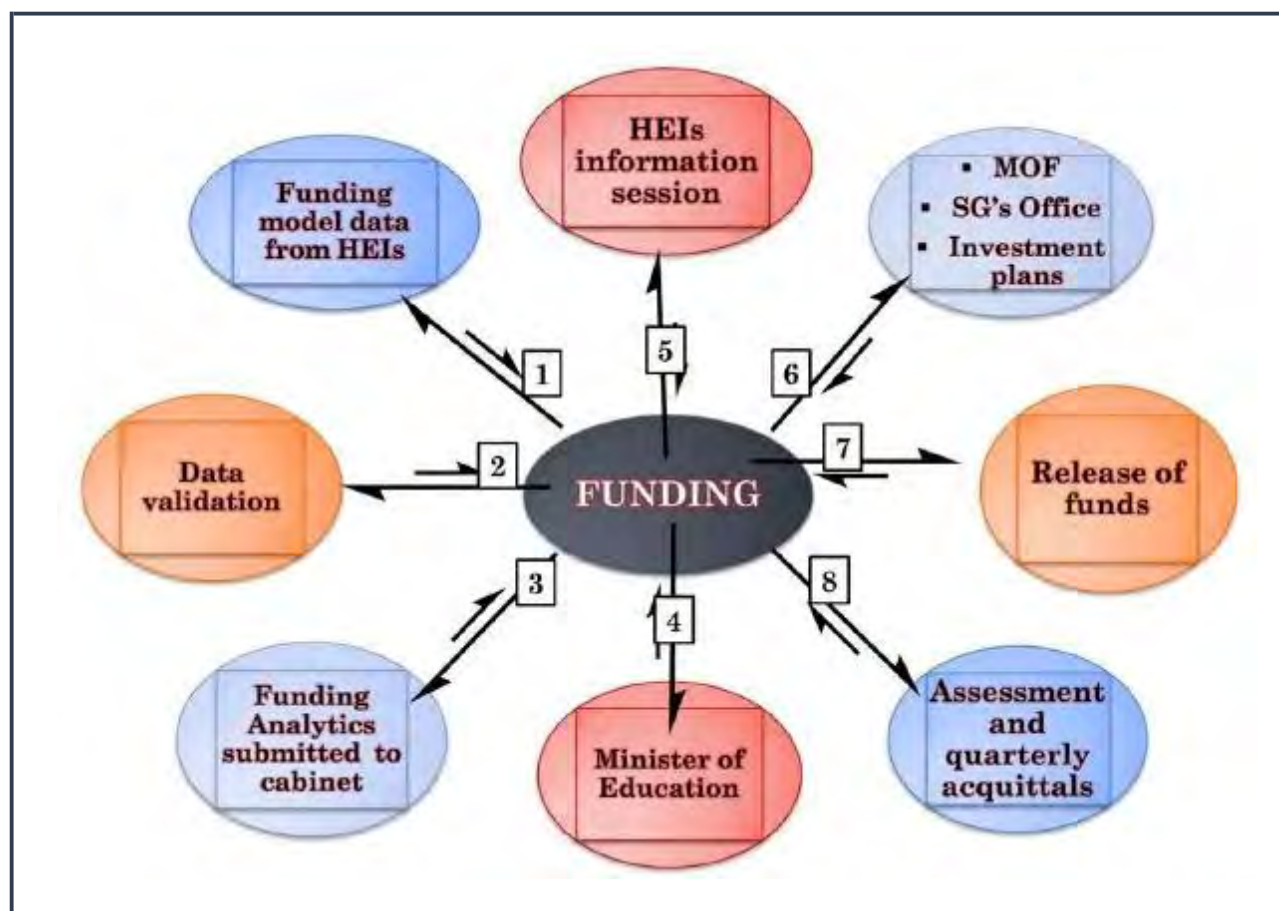 HEIs
information
session
Funding
model data
from HEIs
▪ MOF
▪ SG's Office
▪ Investment
plans
5
1
6
7
2
Data
validation
FUNDING
Release of
funds
3
8
4
Funding
Analytics
submitted to
cabinet
Minister of
Education
Assessment
and
quarterly
acquittals